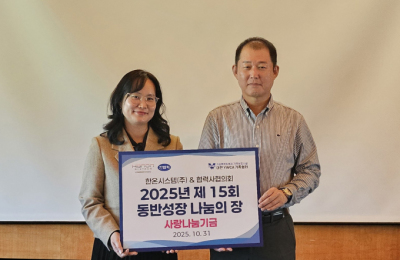 한온시스템(주) & 협력사협의회
2025년 제 15회
동반성장 나눔의 장
사랑나눔기금
2025. 10. 31